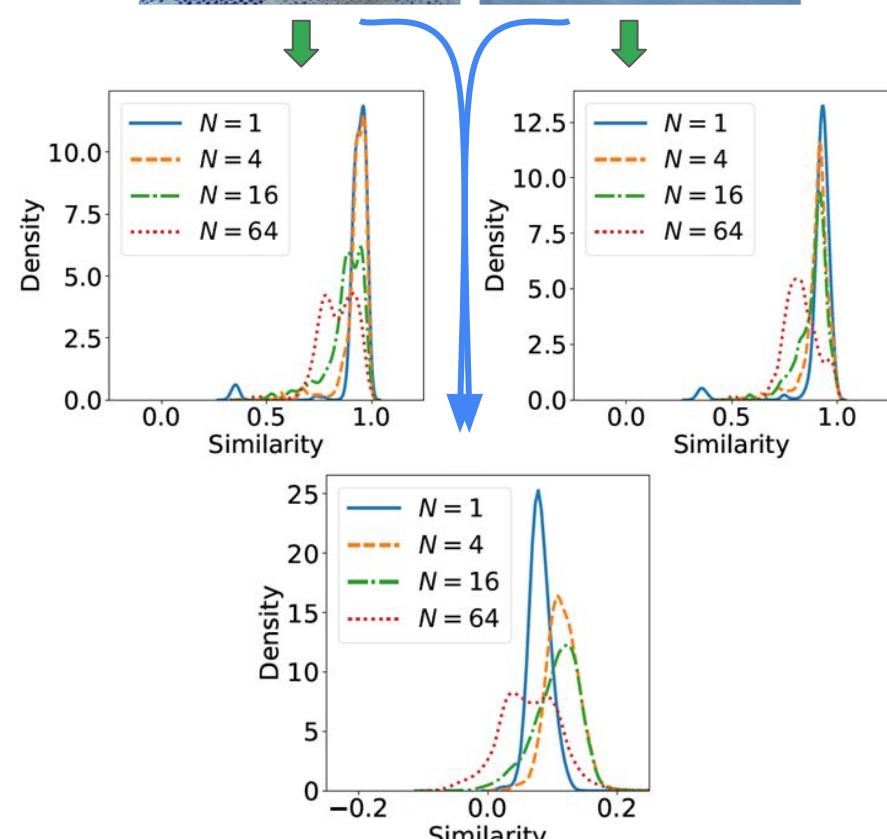 N = 1
N = 4
N = 16
N = 64
10.0
7.5
5.0
2.5
0.0
Density
0.0 0.5 1.0
Similarity
N = 1
N = 4
N = 16
N = 64
12.5
10.0
7.5
5.0
2.5
0.0
Density
0.0 0.5 1.0
Similarity
N = 1
N = 4
N = 16
N = 64
25
20
15
10
5
0
Density
−0.2 0.0 0.2
Similarity